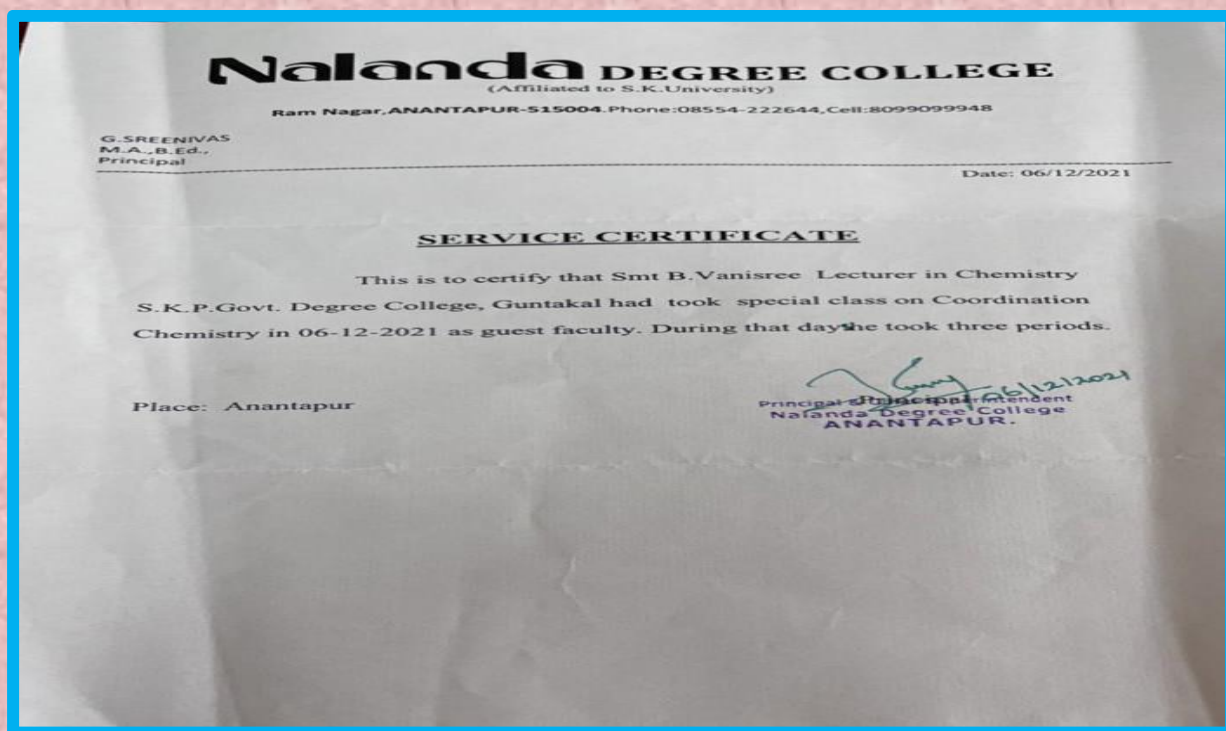 Nalanda DEGREE COLLEGE
(Affiliated to S.K.University)
Ram Nagar,ANANTAPUR-515004.Phone:08554-222644,Cell:8099099948
G.SREENIVAS
M.A.,B.Ed.,
Principal
Date: 06/12/2021
SERVICE CERTIFICATE
This is to certify that Smt B.Vanisree Lecturer in Chemistry
S.K.P.Govt. Degree College, Guntakal had took special class on Coordination
Chemistry in 06-12-2021 as guest faculty. During that day she took three periods.
06/12/2021
Place: Anantapur
Principal
Nalanda Degree College
ANANTAPUR.